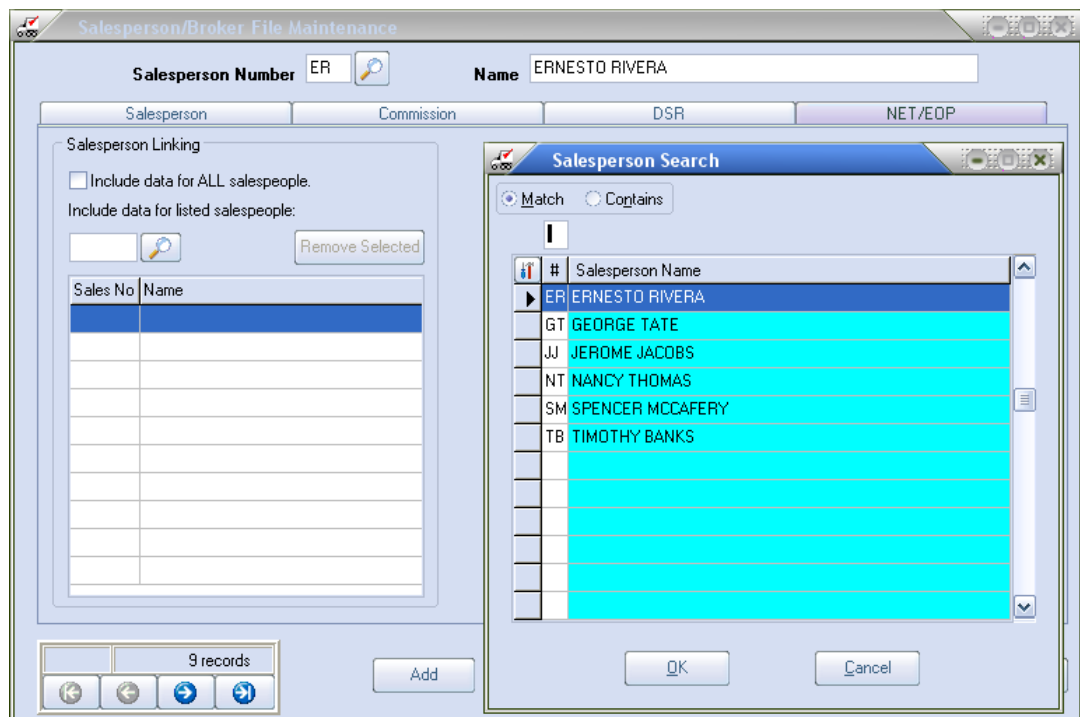 Salesperson/Broker File Maintenance
Salesperson Number ER Name ERNESTO RIVERA
Salesperson Commission DSR NET/EOP
Salesperson Linking
Include data for ALL salespeople.
Include data for listed salespeople:
Remove Selected
Sales No Name
9 records
Add
Salesperson Search
Match Contains
# Salesperson Name
ER ERNESTO RIVERA
GT GEORGE TATE
JJ JEROME JACOBS
NT NANCY THOMAS
SM SPENCER MCCAFERY
TB TIMOTHY BANKS
OK Cancel